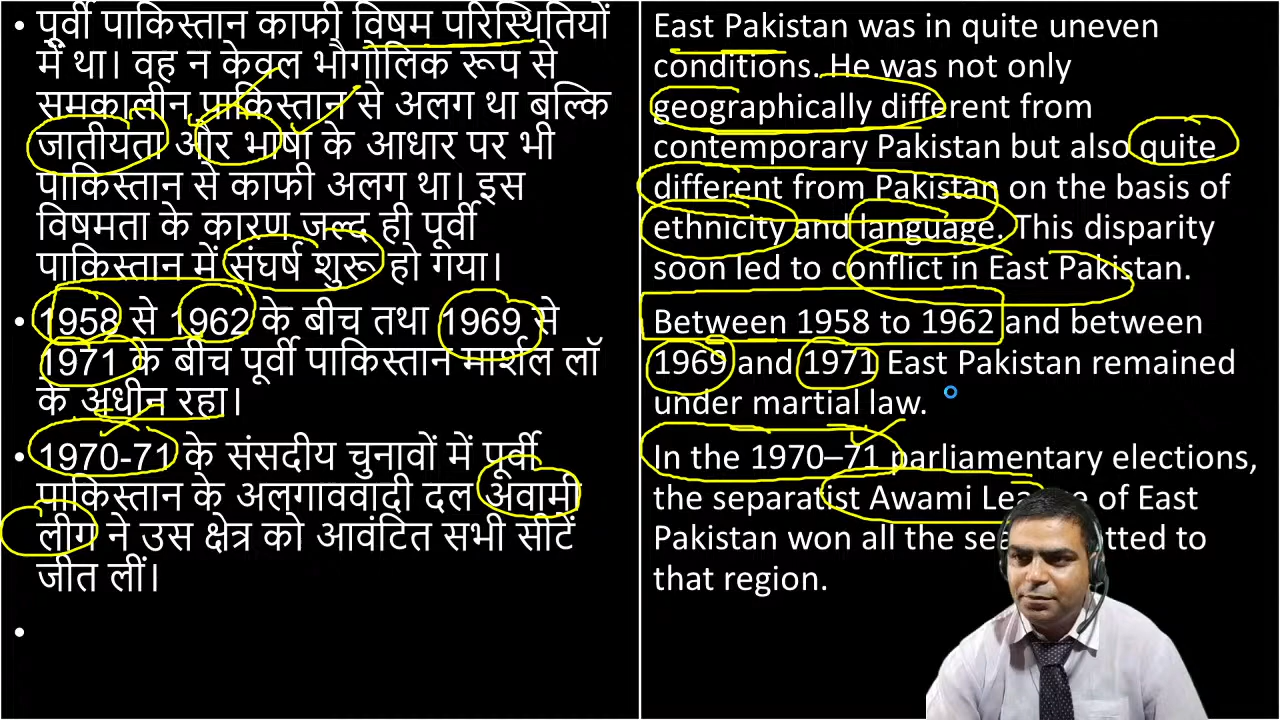 • पूर्वी पाकिस्तान काफी विषम परिस्थितियों
में था। वह न केवल भौगोलिक रूप से
समकालीन पाकिस्तान से अलग था बल्कि
जातीयता और भाषा के आधार पर भी
पाकिस्तान से काफी अलग था। इस
विषमता के कारण जल्द ही पूर्वी
पाकिस्तान में संघर्ष शुरू हो गया।
• 1958 से 1962 के बीच तथा 1969 से
1971 के बीच पूर्वी पाकिस्तान मार्शल लॉ
के अधीन रहा।
• 1970-71 के संसदीय चुनावों में पूर्वी
पाकिस्तान के अलगाववादी दल अवामी
लीग ने उस क्षेत्र को आवंटित सभी सीटें
जीत लीं।
•
East Pakistan was in quite uneven
conditions. He was not only
geographically different from
contemporary Pakistan but also quite
different from Pakistan on the basis of
ethnicity and language. This disparity
soon led to conflict in East Pakistan.
Between 1958 to 1962 and between
1969 and 1971 East Pakistan remained
under martial law.
In the 1970–71 parliamentary elections,
the separatist Awami of East
Pakistan won all the to
that region.